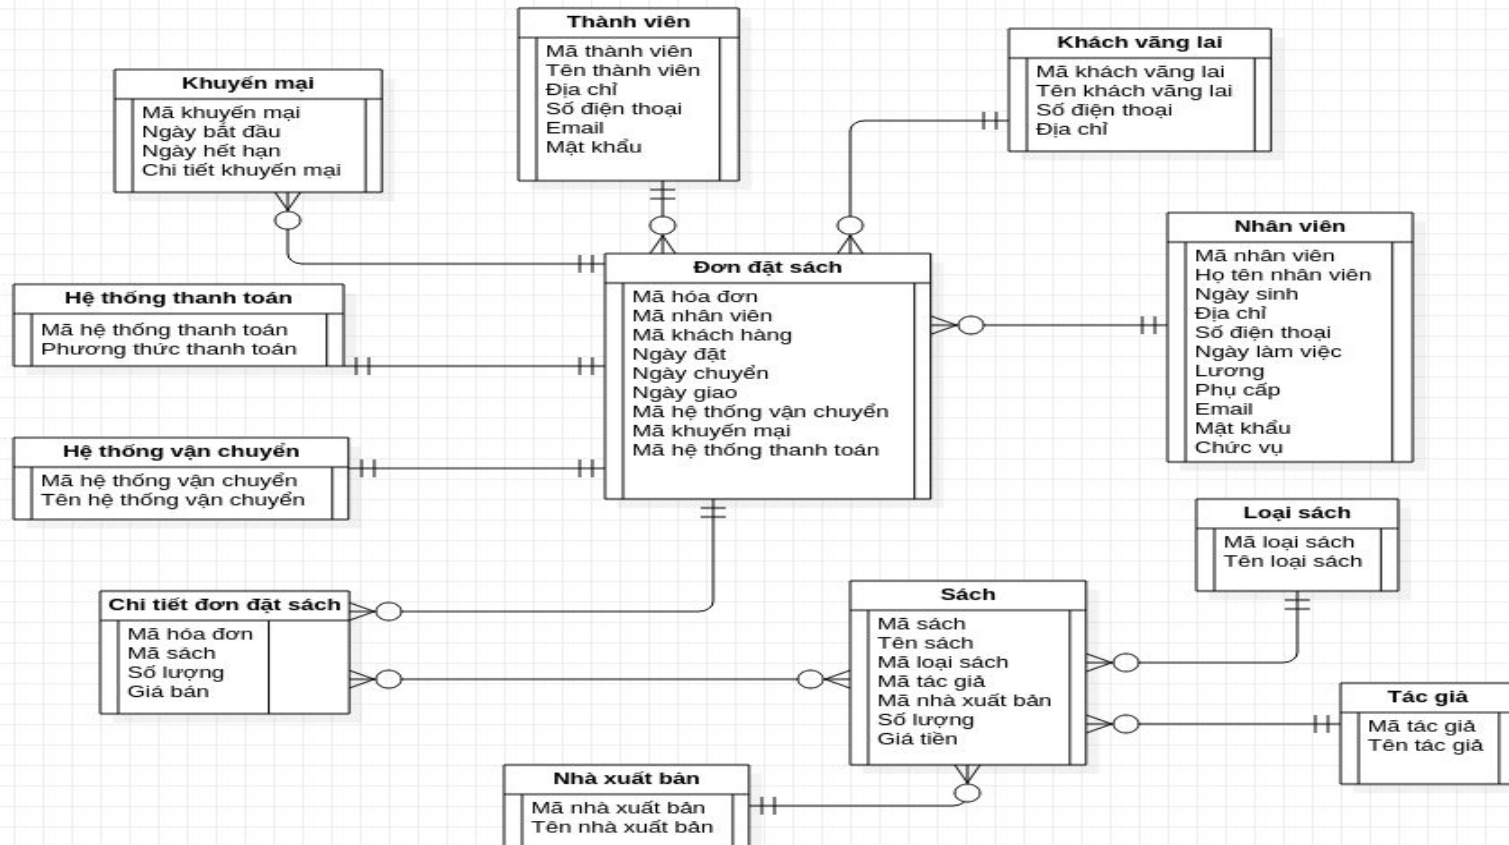 Thành viên
Mã thành viên
Tên thành viên
Địa chỉ
Số điện thoại
Email
Mật khẩu
Khách vãng lai
Mã khách vãng lai
Tên khách vãng lai
Số điện thoại
Địa chỉ
Khuyến mại
Mã khuyến mại
Ngày bắt đầu
Ngày hết hạn
Chi tiết khuyến mại
Nhân viên
Mã nhân viên
Họ tên nhân viên
Ngày sinh
Địa chỉ
Số điện thoại
Ngày làm việc
Lương
Phụ cấp
Email
Mật khẩu
Chức vụ
Đơn đặt sách
Mã hóa đơn
Mã nhân viên
Mã khách hàng
Ngày đặt
Ngày chuyển
Ngày giao
Mã hệ thống vận chuyển
Mã khuyến mại
Mã hệ thống thanh toán
Hệ thống thanh toán
Mã hệ thống thanh toán
Phương thức thanh toán
Hệ thống vận chuyển
Mã hệ thống vận chuyển
Tên hệ thống vận chuyển
Loại sách
Mã loại sách
Tên loại sách
Chi tiết đơn đặt sách
Mã hóa đơn
Mã sách
Số lượng
Giá bán
Sách
Mã sách
Tên sách
Mã loại sách
Mã tác giả
Mã nhà xuất bản
Số lượng
Giá tiền
Tác giả
Mã tác giả
Tên tác giả
Nhà xuất bản
Mã nhà xuất bản
Tên nhà xuất bản